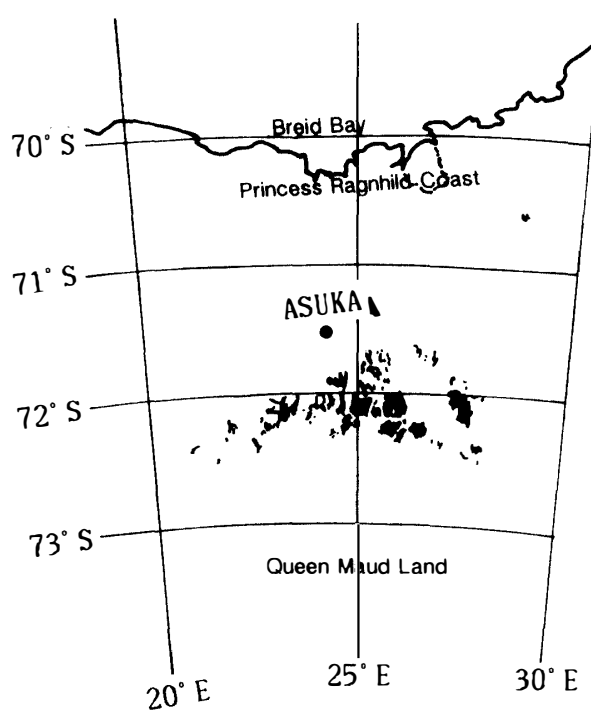 Breid Bay
70° S
Princess Ragnhild Coast
71° S
ASUKA
72° S
73° S
Queen Maud Land
20° E
25° E
30° E